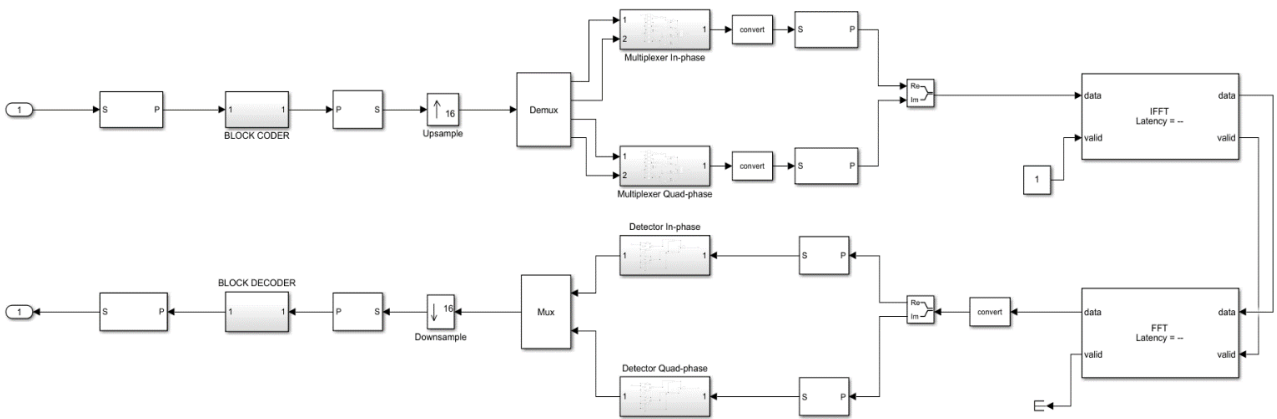 1
S P
1 1
BLOCK CODER
P S
16
Upsample
Demux
1
2
1
Multiplexer In-phase
convert
S P
1
2
1
Multiplexer Quad-phase
convert
S P
Re
Im
1
data data
IFFT
Latency = --
valid valid
Detector In-phase
1 1
S P
1
S P
BLOCK DECODER
1 1
P S
16
Downsample
Mux
Detector Quad-phase
1 1
S P
Re
Im
convert
data data
FFT
Latency = --
valid valid